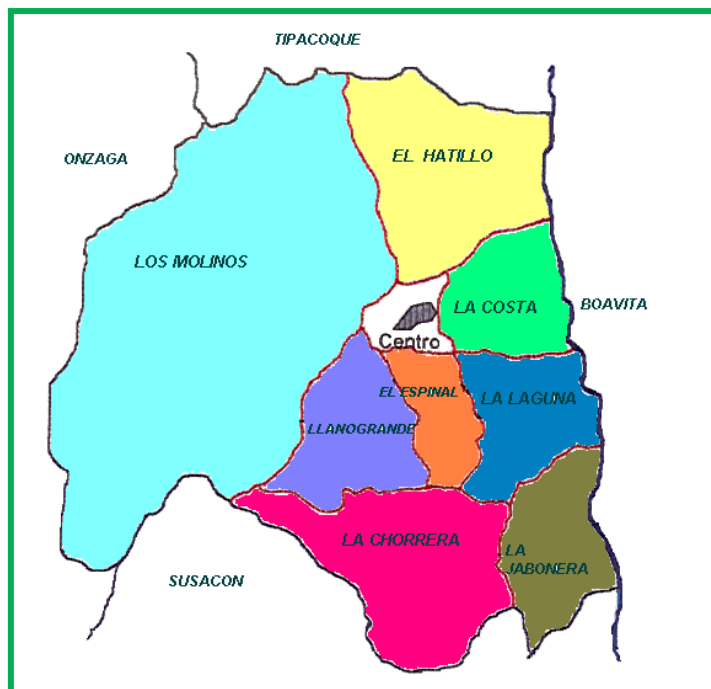 TIPACOQUE
ONZAGA
EL HATILLO
LOS MOLINOS
LA COSTA
BOAVITA
Centro
EL ESPINAL
LA LAGUNA
LLANOGRANDE
LA CHORRERA
LA
JABONERA
SUSACON